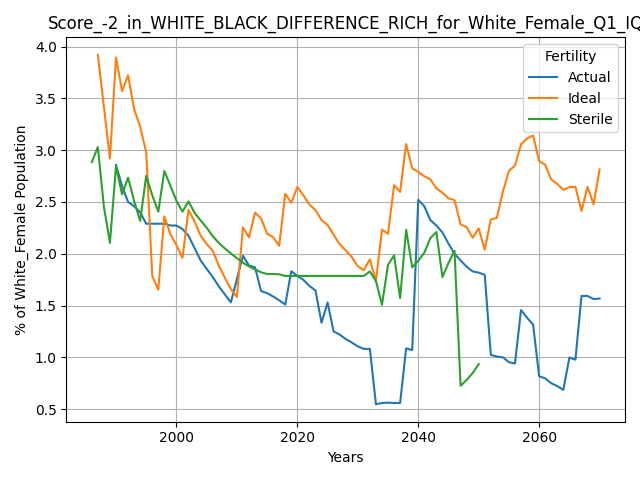 Score_-2_in_WHITE_BLACK_DIFFERENCE_RICH_for_White_Female_Q1_IQ
Fertility
Actual
Ideal
Sterile
% of White_Female Population
4.0
3.5
3.0
2.5
2.0
1.5
1.0
0.5
2000
2020
2040
2060
Years